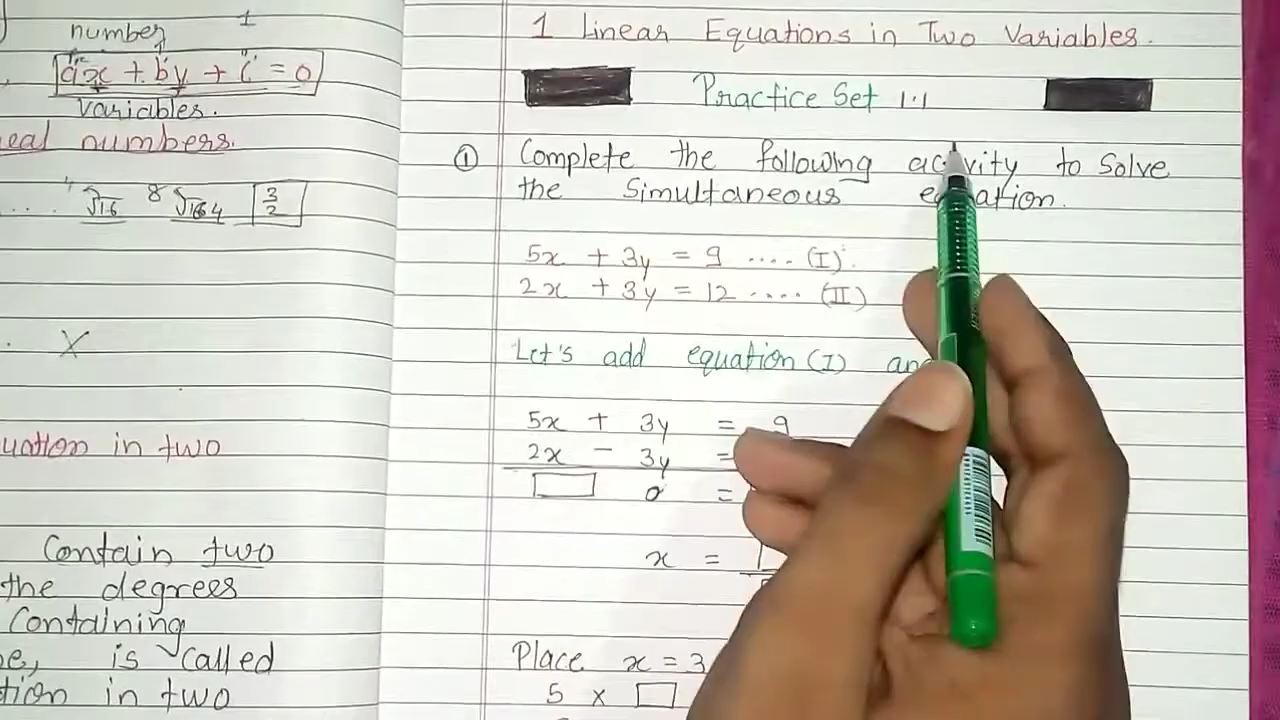 number
ax + by + c = 0
variables.
eal numbers.
.... √16 8 √164 3/2
X
uation in two
Contain two
the degrees
Containing
e, is called
tion in two
1 Linear Equations in Two Variables.
Practice Set 1.1
① Complete the following activity to Solve
the Simultaneous equation.
5x + 3y = 9 .... (I).
2x + 3y = 12 .... (II)
Let's add equation (I)
5x + 3y = 9
2x - 3y =
0 =
x =
Place x = 3
5 ×